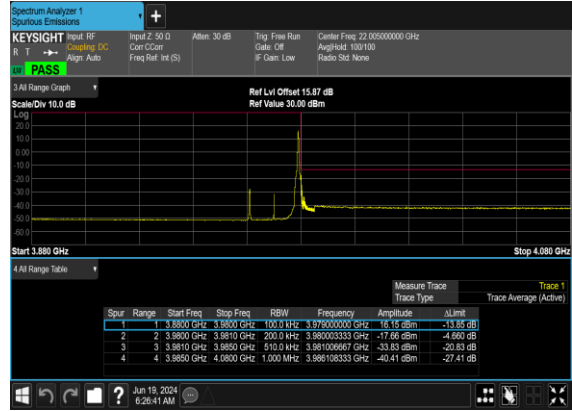 Spectrum Analyzer 1
Spurious Emissions
KEYSIGHT Input: RF Input Z: 50 Ω Atten: 30 dB Trig: Free Run Center Freq: 22.005000000 GHz
R T Coupling: DC Corr CCorr Gate: Off Avg|Hold: 100/100
Align: Auto Freq Ref: Int (S) IF Gain: Low Radio Std: None
LW PASS
3 All Range Graph
Ref Lvl Offset 15.87 dB
Scale/Div 10.0 dB Ref Value 30.00 dBm
Log
20.0
10.0
0.00
-10.0
-20.0
-30.0
-40.0
-50.0
-60.0
Start 3.880 GHz Stop 4.080 GHz
4 All Range Table
Measure Trace Trace 1
Trace Type Trace Average (Active)
Spur Range Start Freq Stop Freq RBW Frequency Amplitude ΔLimit
1 1 3.8800 GHz 3.9800 GHz 100.0 kHz 3.979000000 GHz 16.15 dBm -13.85 dB
2 2 3.9800 GHz 3.9810 GHz 200.0 kHz 3.980003333 GHz -17.66 dBm -4.660 dB
3 3 3.9810 GHz 3.9850 GHz 510.0 kHz 3.981006667 GHz -33.83 dBm -20.83 dB
4 4 3.9850 GHz 4.0800 GHz 1.000 MHz 3.986108333 GHz -40.41 dBm -27.41 dB
? Jun 19, 2024
6:26:41 AM